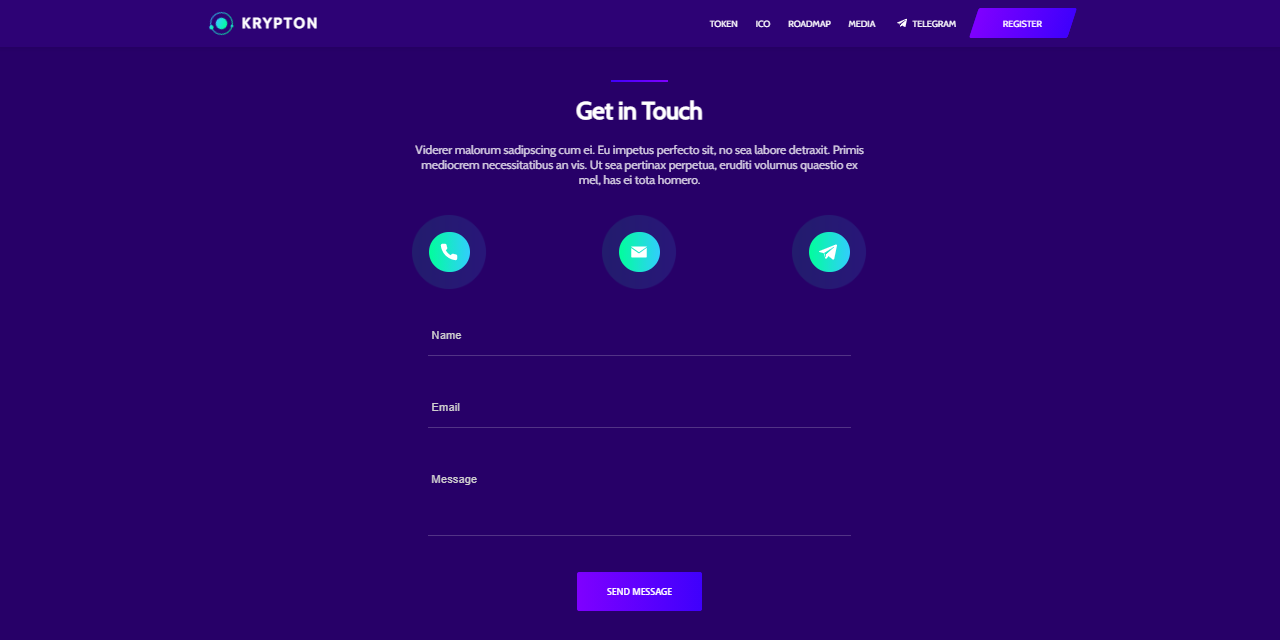 KRYPTON
TOKEN ICO ROADMAP MEDIA TELEGRAM REGISTER
Get in Touch
Viderer malorum sadipscing cum ei. Eu impetus perfecto sit, no sea labore detraxit. Primis
mediocrem necessitatibus an vis. Ut sea pertinax perpetua, eruditi volumus quaestio ex
mel, has ei tota homero.
Name
Email
Message
SEND MESSAGE